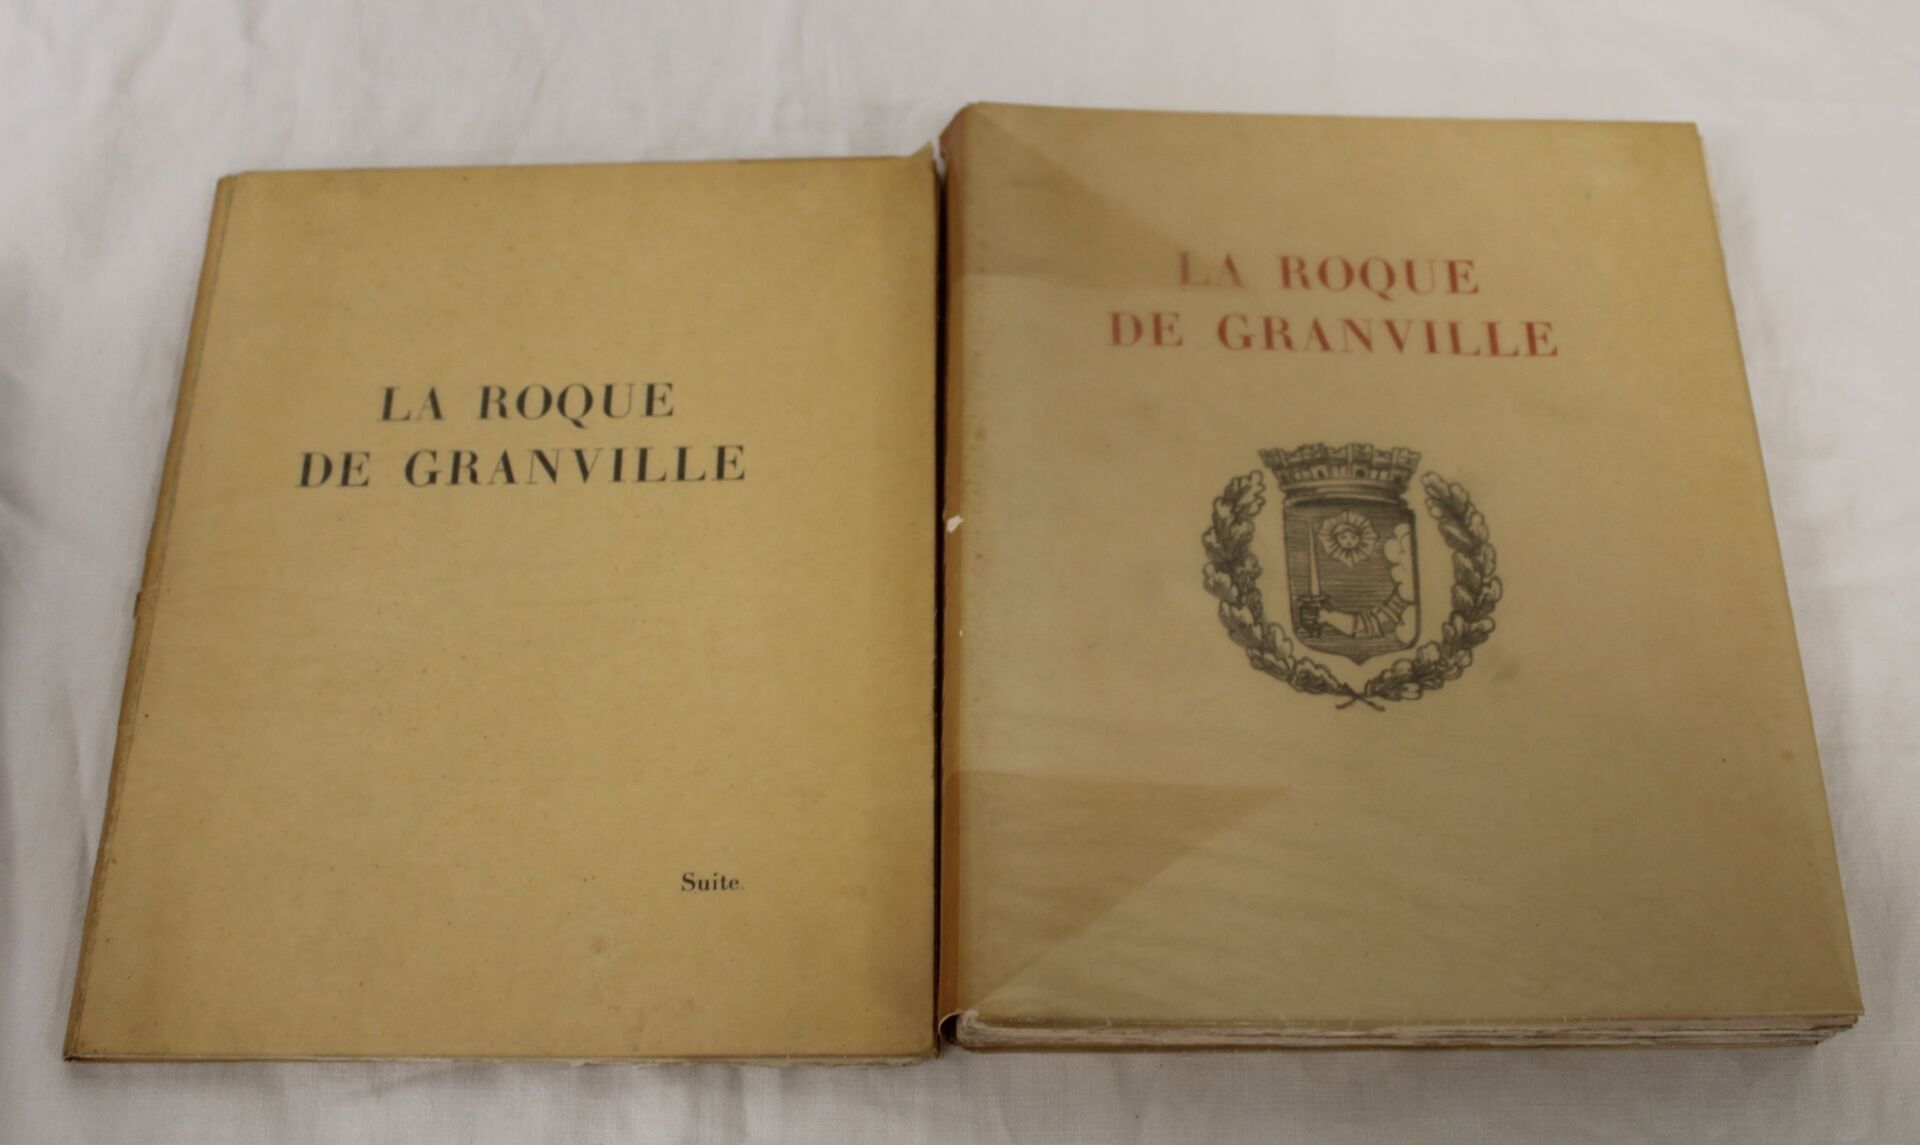 LA ROQUE
DE GRANVILLE
Suite.
LA ROQUE
DE GRANVILLE